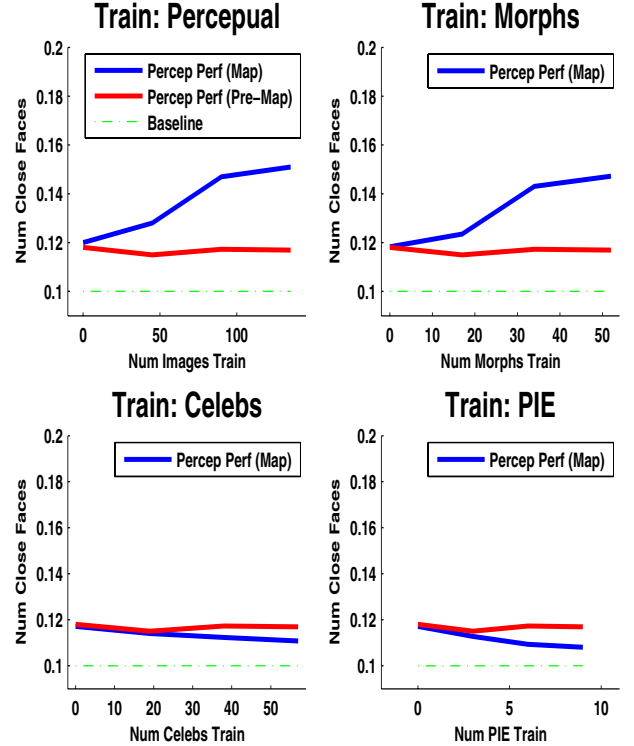 Train: Percepual
Train: Morphs
0.2
0.18
0.16
0.14
0.12
0.1
Num Close Faces
Percep Perf (Map)
Percep Perf (Pre-Map)
Baseline
0 50 100
Num Images Train
0.2
0.18
0.16
0.14
0.12
0.1
Num Close Faces
Percep Perf (Map)
0 10 20 30 40 50
Num Morphs Train
Train: Celebs
Train: PIE
0.2
0.18
0.16
0.14
0.12
0.1
Num Close Faces
Percep Perf (Map)
0 10 20 30 40 50
Num Celebs Train
0.2
0.18
0.16
0.14
0.12
0.1
Num Close Faces
Percep Perf (Map)
0 5 10
Num PIE Train